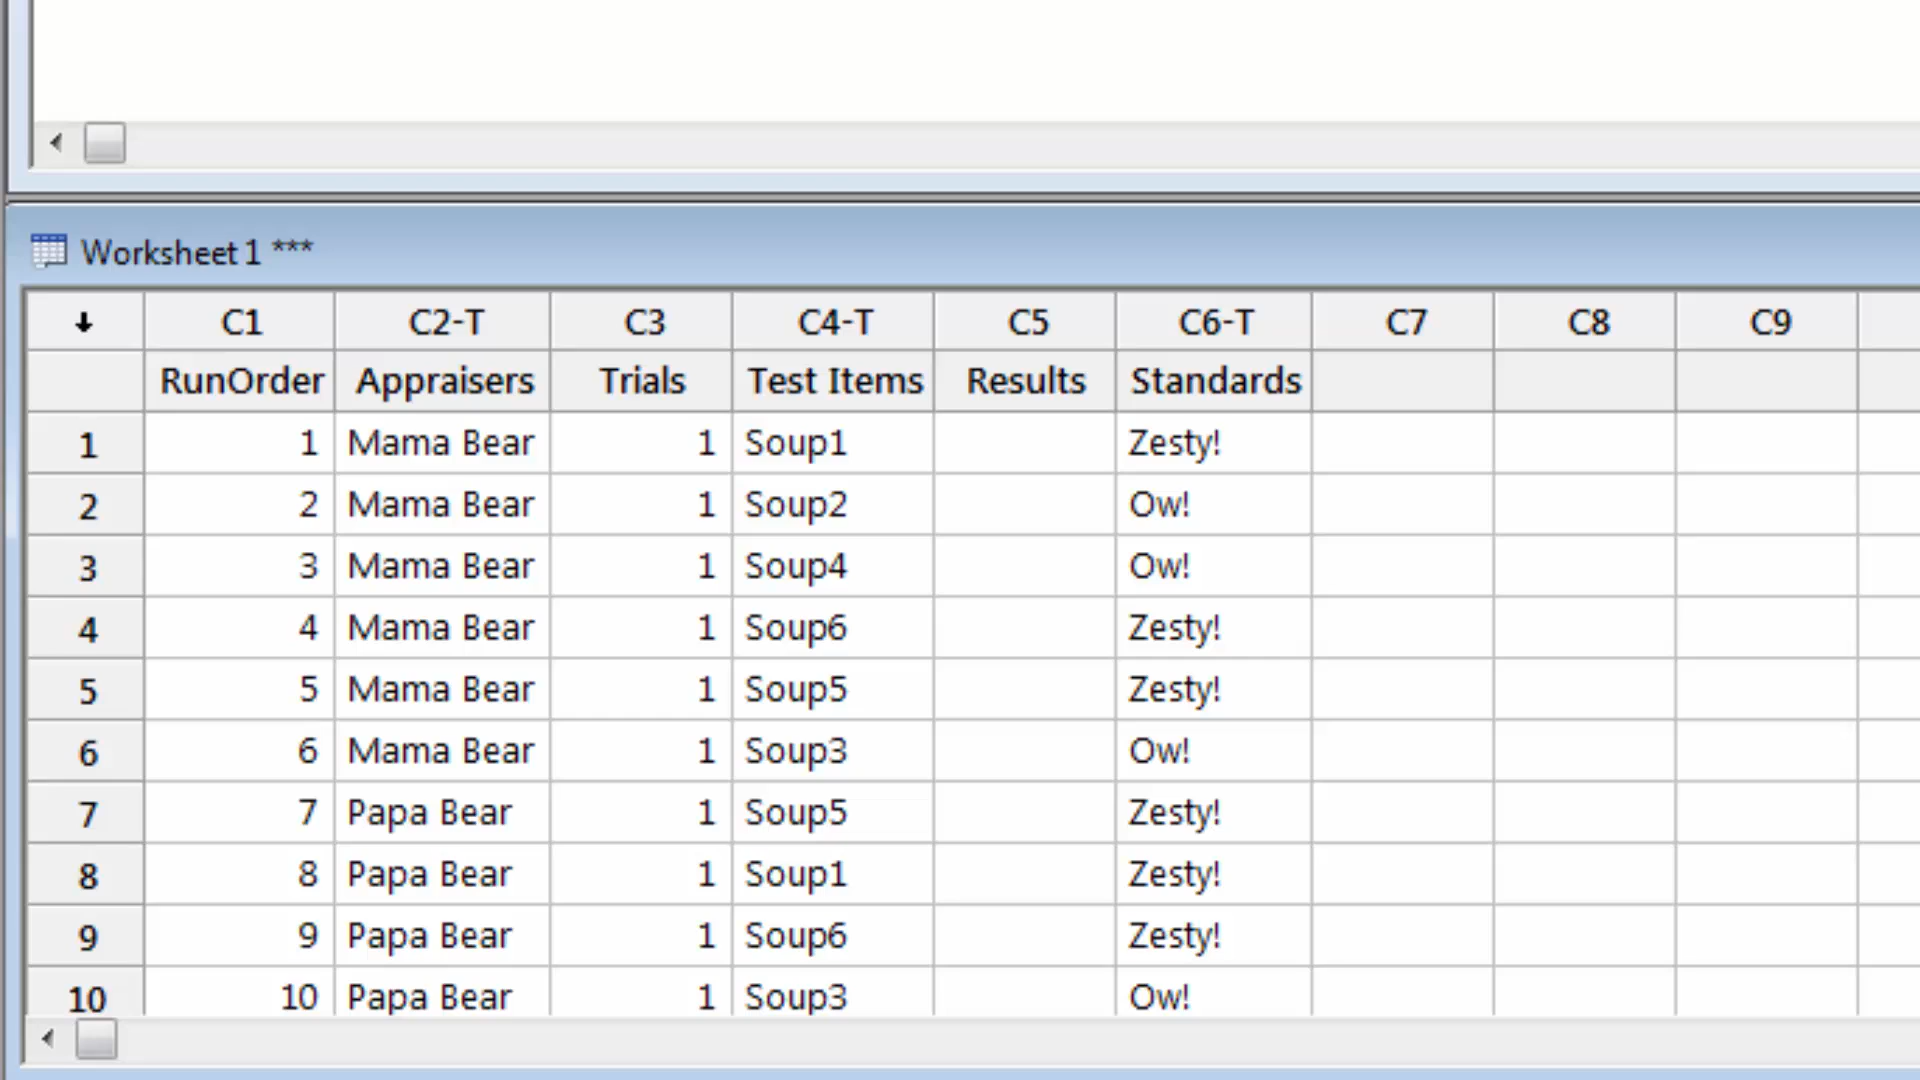 Worksheet 1 ***
C1 C2-T C3 C4-T C5 C6-T C7 C8 C9
RunOrder Appraisers Trials Test Items Results Standards
1 1 Mama Bear 1 Soup1 Zesty!
2 2 Mama Bear 1 Soup2 Ow!
3 3 Mama Bear 1 Soup4 Ow!
4 4 Mama Bear 1 Soup6 Zesty!
5 5 Mama Bear 1 Soup5 Zesty!
6 6 Mama Bear 1 Soup3 Ow!
7 7 Papa Bear 1 Soup5 Zesty!
8 8 Papa Bear 1 Soup1 Zesty!
9 9 Papa Bear 1 Soup6 Zesty!
10 10 Papa Bear 1 Soup3 Ow!